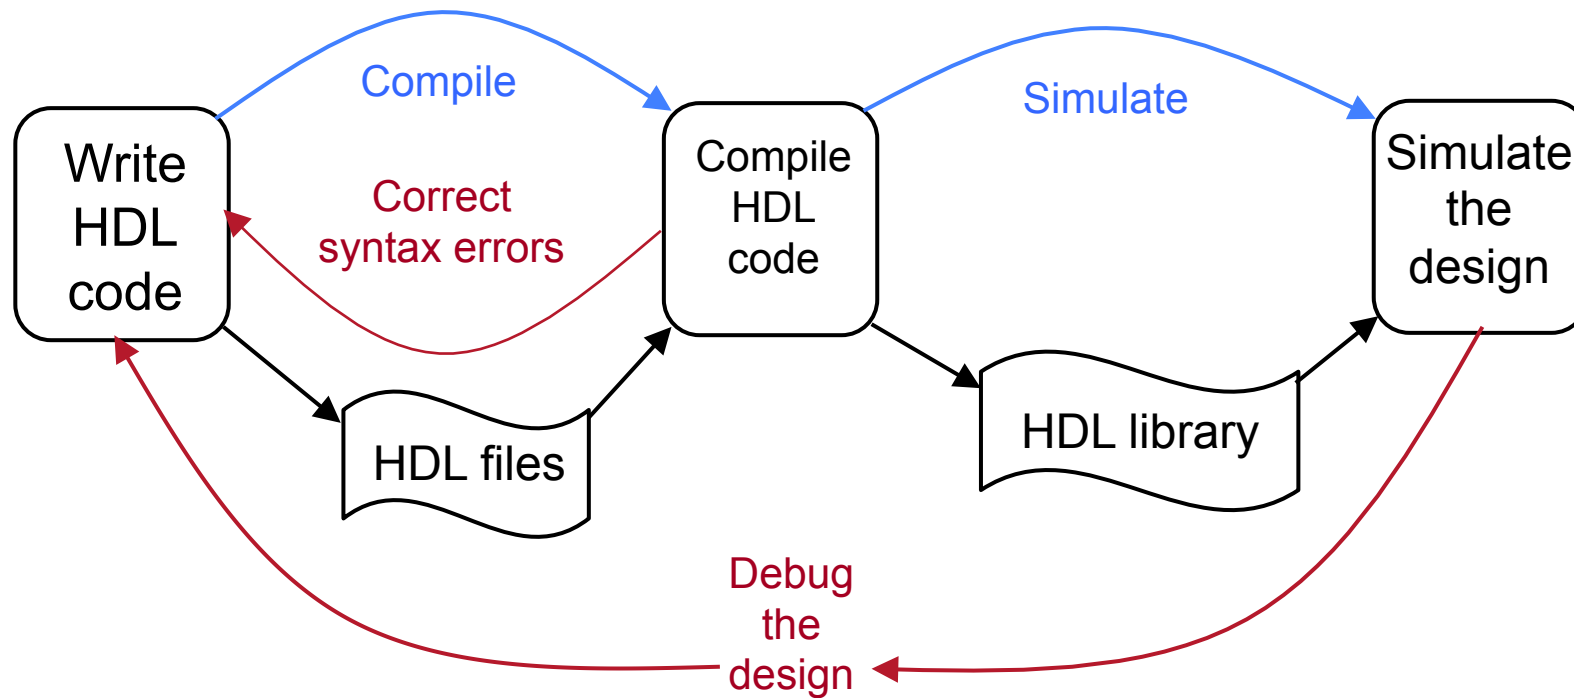 Compile
Simulate
Write
HDL
code
Correct
syntax errors
Compile
HDL
code
Simulate
the
design
HDL files
HDL library
Debug
the
design